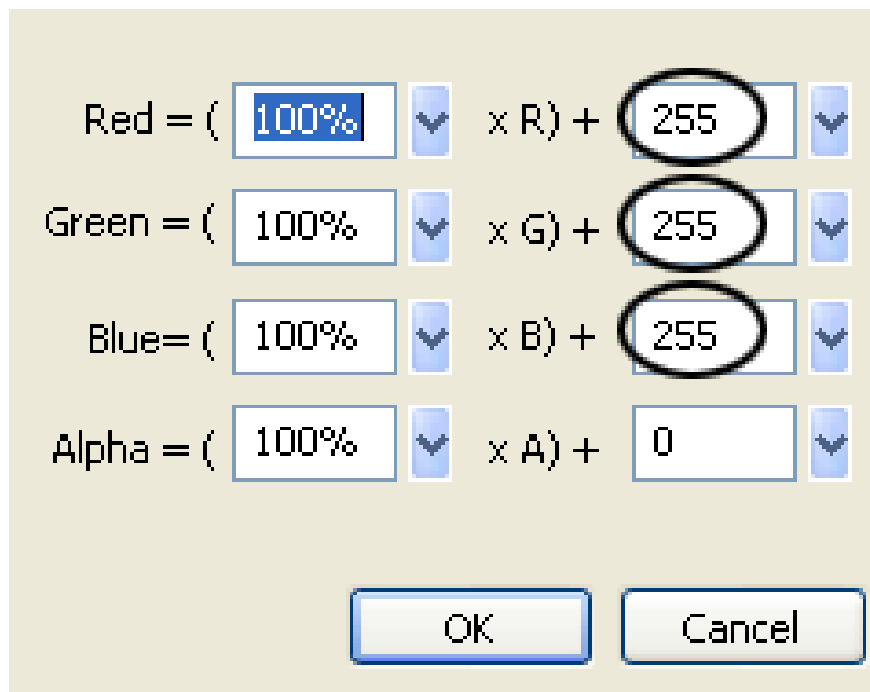 Red = ( 100% x R) + 255
Green = ( 100% x G) + 255
Blue= ( 100% x B) + 255
Alpha = ( 100% x A) + 0
OK Cancel